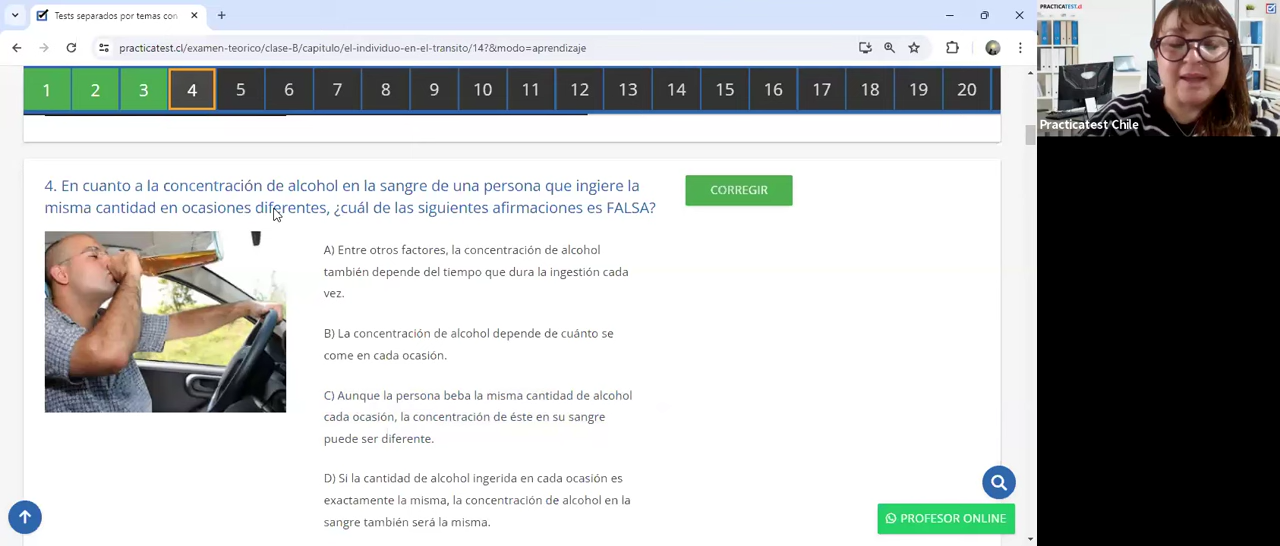 Tests separados por temas con
practicatest.cl/examen-teorico/clase-B/capitulo/el-individuo-en-el-transito/14?&modo=aprendizaje
1 2 3 4 5 6 7 8 9 10 11 12 13 14 15 16 17 18 19 20
4. En cuanto a la concentración de alcohol en la sangre de una persona que ingiere la
misma cantidad en ocasiones diferentes, ¿cuál de las siguientes afirmaciones es FALSA?
CORREGIR
A) Entre otros factores, la concentración de alcohol
también depende del tiempo que dura la ingestión cada
vez.
B) La concentración de alcohol depende de cuánto se
come en cada ocasión.
C) Aunque la persona beba la misma cantidad de alcohol
cada ocasión, la concentración de éste en su sangre
puede ser diferente.
D) Si la cantidad de alcohol ingerida en cada ocasión es
exactamente la misma, la concentración de alcohol en la
sangre también será la misma.
PROFESOR ONLINE
PRACTICATEST.cl
Practicatest Chile